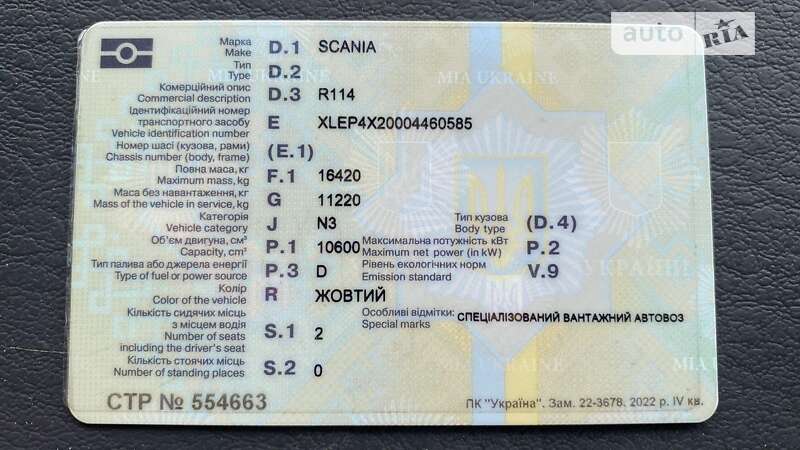 auto RIA
Марка D.1 SCANIA
Make
Тип D.2
Type
MIA UKRAINE
Комерційний опис D.3 R114
Commercial description
Ідентифікаційний номер
транспортного засобу E XLEP4X20004460585
Vehicle identification number
Номер шасі (кузова, рами) (E.1)
Chassis number (body, frame)
Повна маса, кг F.1 16420
Maximum mass, kg
Маса без навантаження, кг G 11220
Mass of the vehicle in service, kg
Категорія J N3 Тип кузова (D.4)
Vehicle category Body type
Об'єм двигуна, см³ P.1 10600 Максимальна потужність кВт P.2
Capacity, cm³ Maximum net power (in kW)
Тип палива або джерела енергії P.3 D Рівень екологічних норм V.9
Type of fuel or power source Emission standard
Колір R ЖОВТИЙ
Color of the vehicle
Кількість сидячих місць Особливі відмітки: СПЕЦІАЛІЗОВАНИЙ ВАНТАЖНИЙ АВТОВОЗ
з місцем водія S.1 2 Special marks
Number of seats
including the driver's seat
Кількість стоячих місць S.2 0
Number of standing places
MIA UKRAINE
СТР № 554663
ПК "Україна". Зам. 22-3678. 2022 р. IV кв.